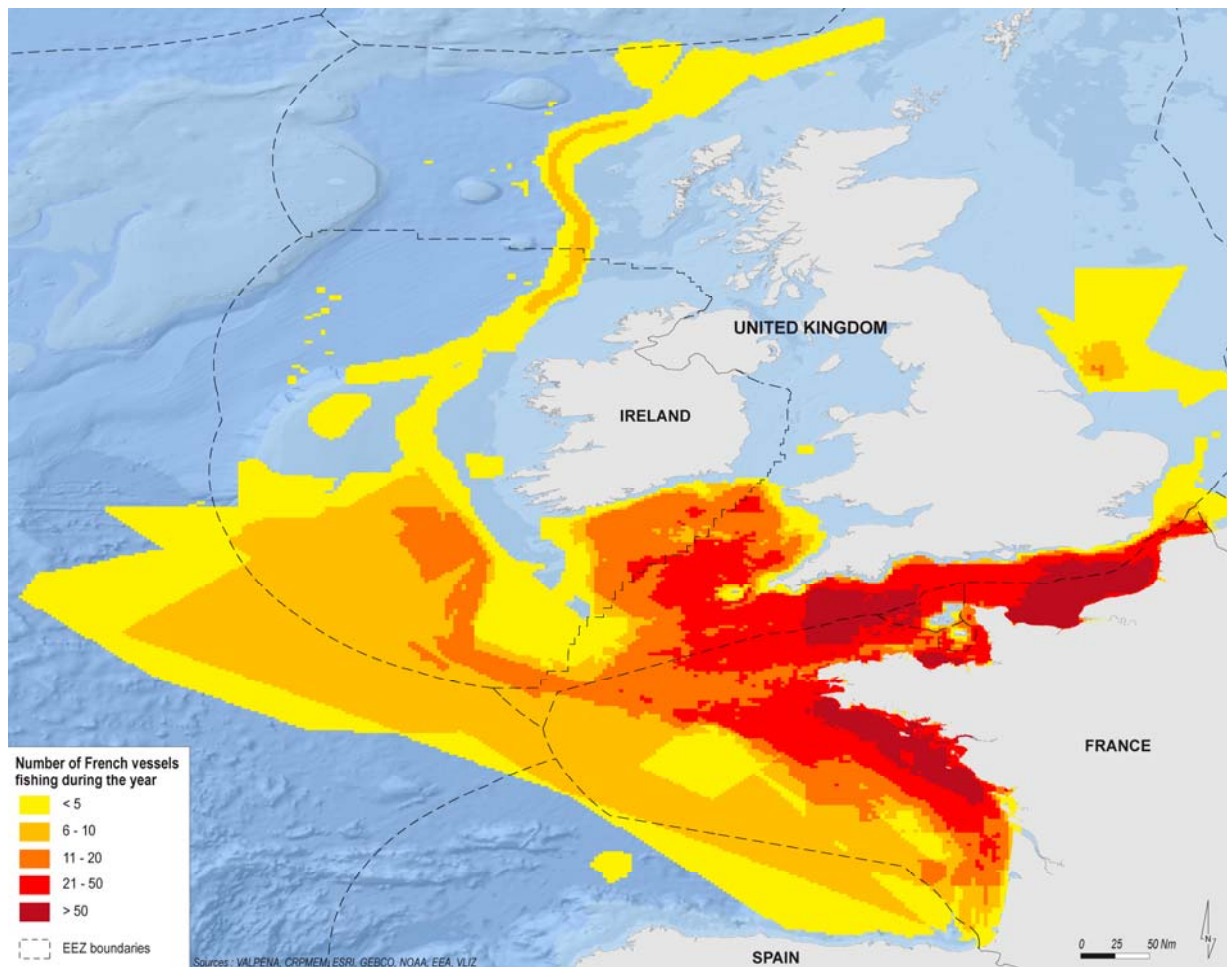 UNITED KINGDOM
IRELAND
FRANCE
Number of French vessels
fishing during the year
< 5
6 - 10
11 - 20
21 - 50
> 50
EEZ boundaries
Sources : VALPENA, CRPMEM, ESRI, GEBCO, NOAA, EEA, VLIZ
SPAIN
0 25 50 Nm
N